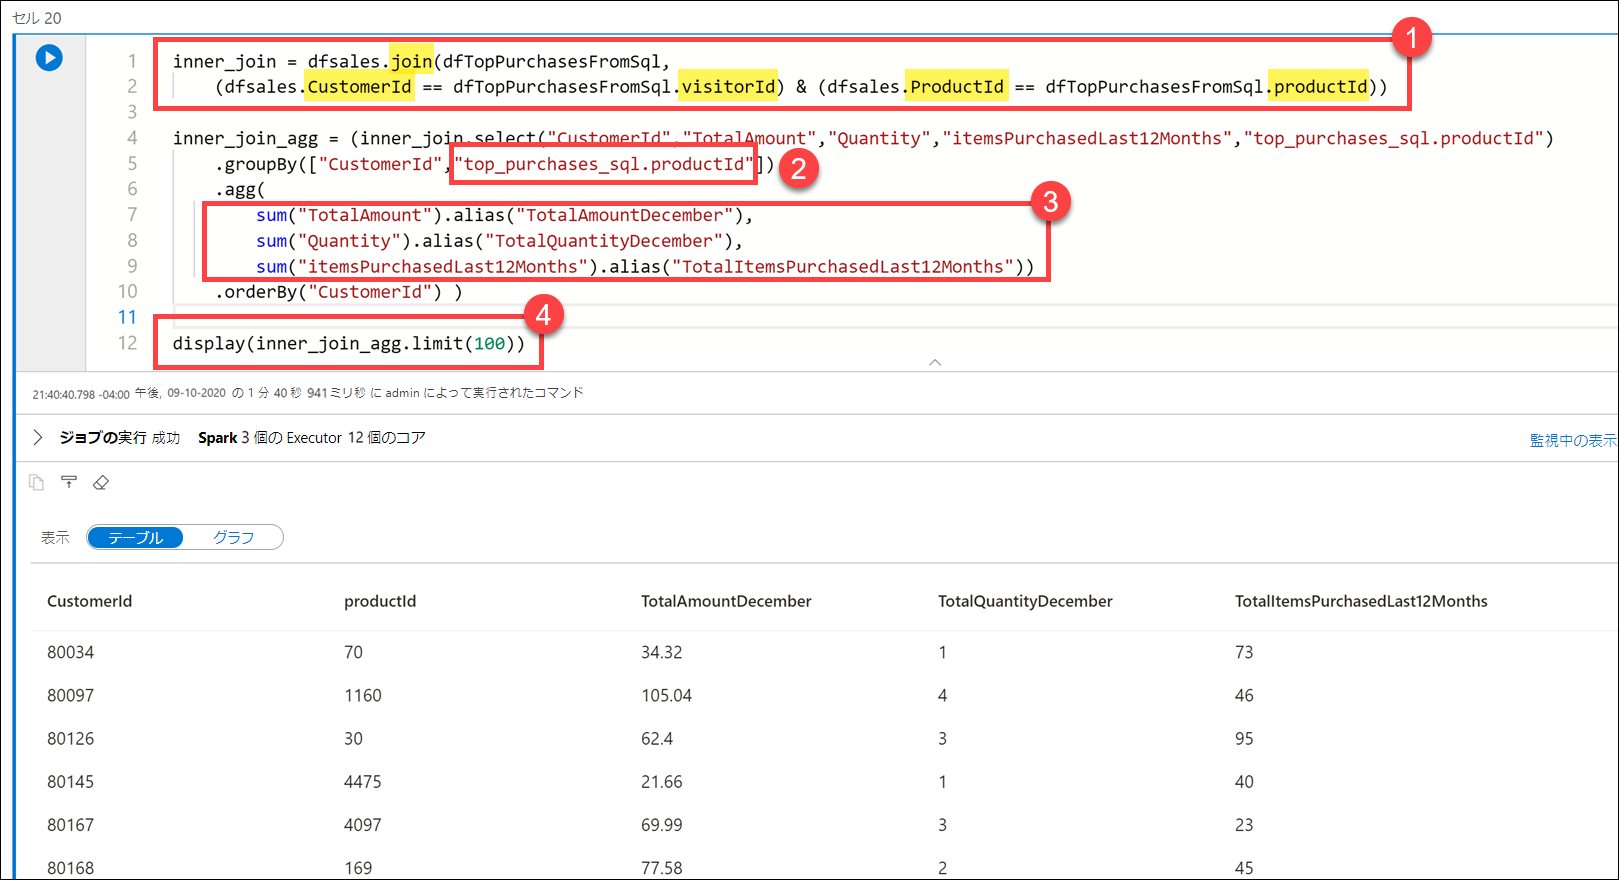 セル 20
1
1 inner_join = dfsales.join(dfTopPurchasesFromSql,
2 (dfsales.CustomerId == dfTopPurchasesFromSql.visitorId) & (dfsales.ProductId == dfTopPurchasesFromSql.productId))
3
4 inner_join_agg = (inner_join.select("CustomerId","TotalAmount","Quantity","itemsPurchasedLast12Months","top_purchases_sql.productId")
5 .groupBy(["CustomerId","top_purchases_sql.productId"])
2
6 .agg(
3
7 sum("TotalAmount").alias("TotalAmountDecember"),
8 sum("Quantity").alias("TotalQuantityDecember"),
9 sum("itemsPurchasedLast12Months").alias("TotalItemsPurchasedLast12Months"))
10 .orderBy("CustomerId") )
11
4
12 display(inner_join_agg.limit(100))
21:40:40.798 -04:00 午後, 09-10-2020 の 1 分 40 秒 941 ミリ秒 に admin によって実行されたコマンド
ジョブの実行 成功 Spark 3 個の Executor 12 個のコア
監視中の表示
表示 テーブル グラフ
CustomerId productId TotalAmountDecember TotalQuantityDecember TotalItemsPurchasedLast12Months
80034 70 34.32 1 73
80097 1160 105.04 4 46
80126 30 62.4 3 95
80145 4475 21.66 1 40
80167 4097 69.99 3 23
80168 169 77.58 2 45